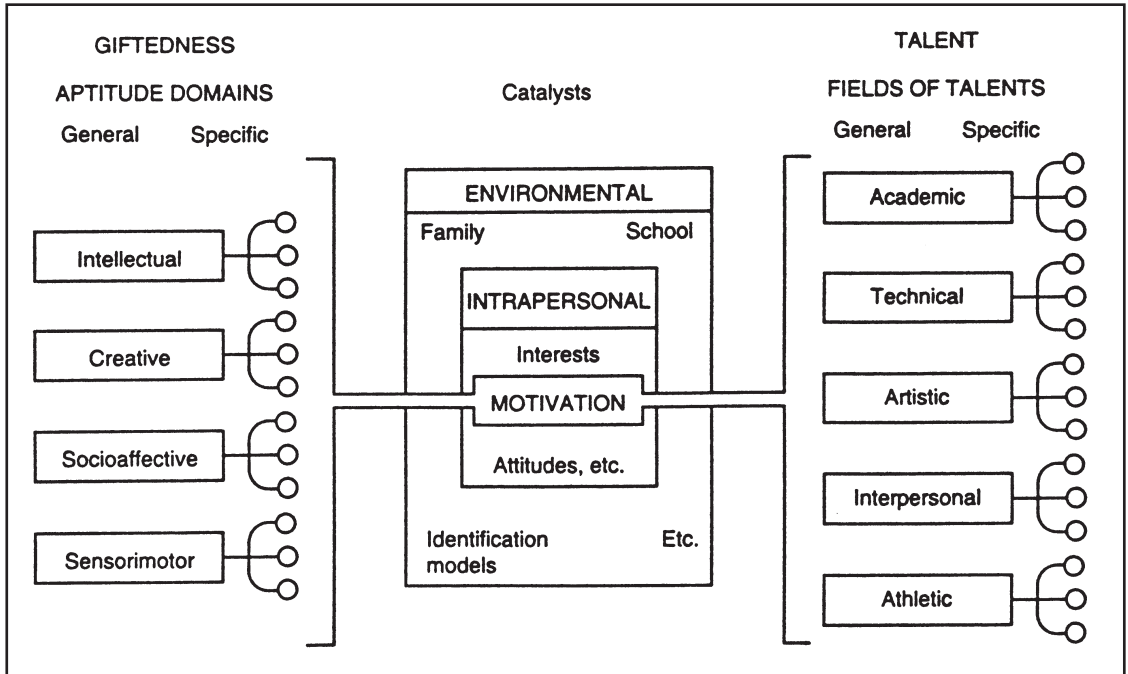 GIFTEDNESS
APTITUDE DOMAINS
General Specific
Intellectual
Creative
Socioaffective
Sensorimotor
Catalysts
ENVIRONMENTAL
Family School
INTRAPERSONAL
Interests
MOTIVATION
Attitudes, etc.
Identification Etc.
models
TALENT
FIELDS OF TALENTS
General Specific
Academic
Technical
Artistic
Interpersonal
Athletic